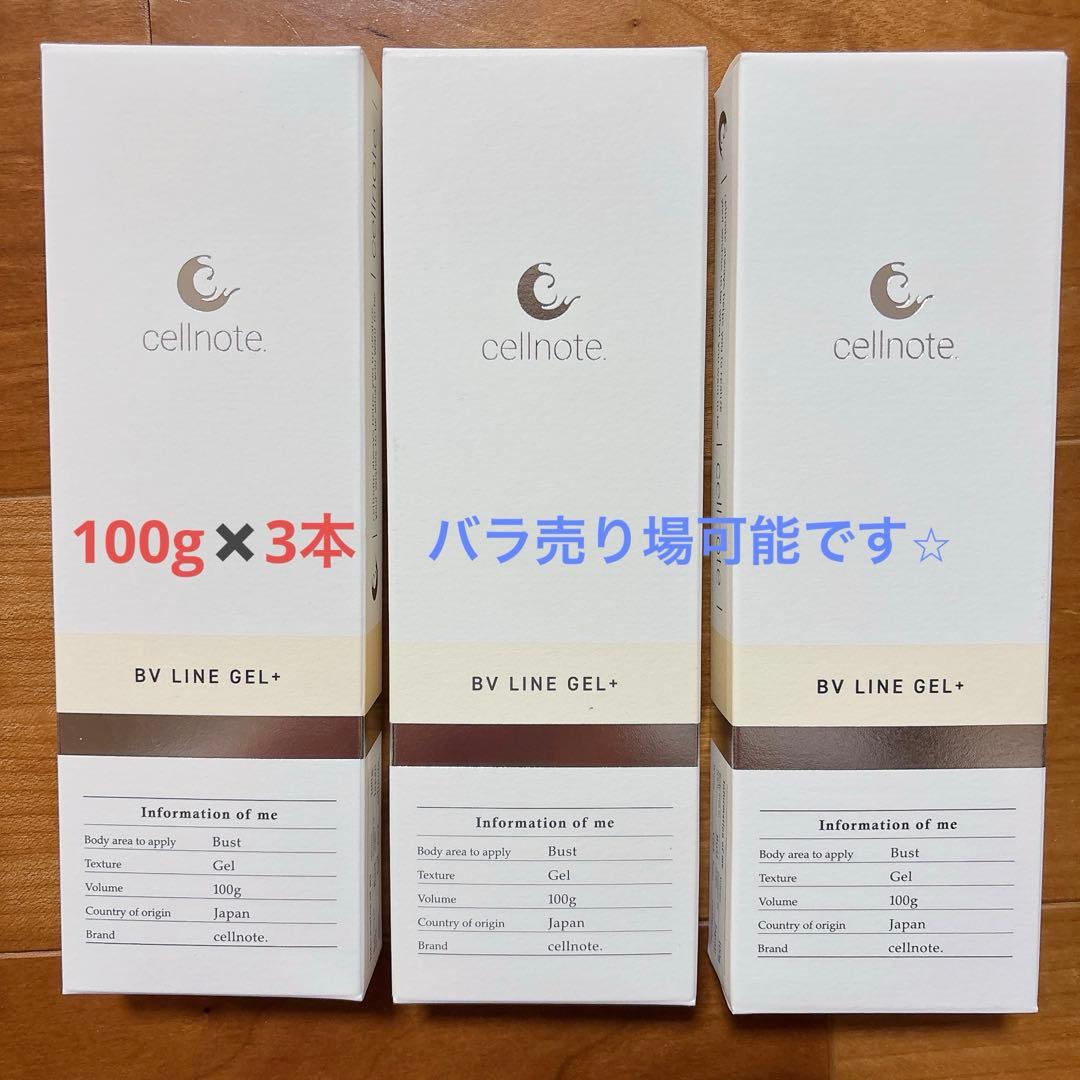 cellnote.
cellnote.
cellnote.
| cellnote |
100g✖️3本
バラ売り場可能です☆
BV LINE GEL+
BV LINE GEL+
BV LINE GEL+
Information of me
Body area to apply Bust
Texture Gel
Volume 100g
Country of origin Japan
Brand cellnote.
Information of me
Body area to apply Bust
Texture Gel
Volume 100g
Country of origin Japan
Brand cellnote.
Information of me
Body area to apply Bust
Texture Gel
Volume 100g
Country of origin Japan
Brand cellnote.